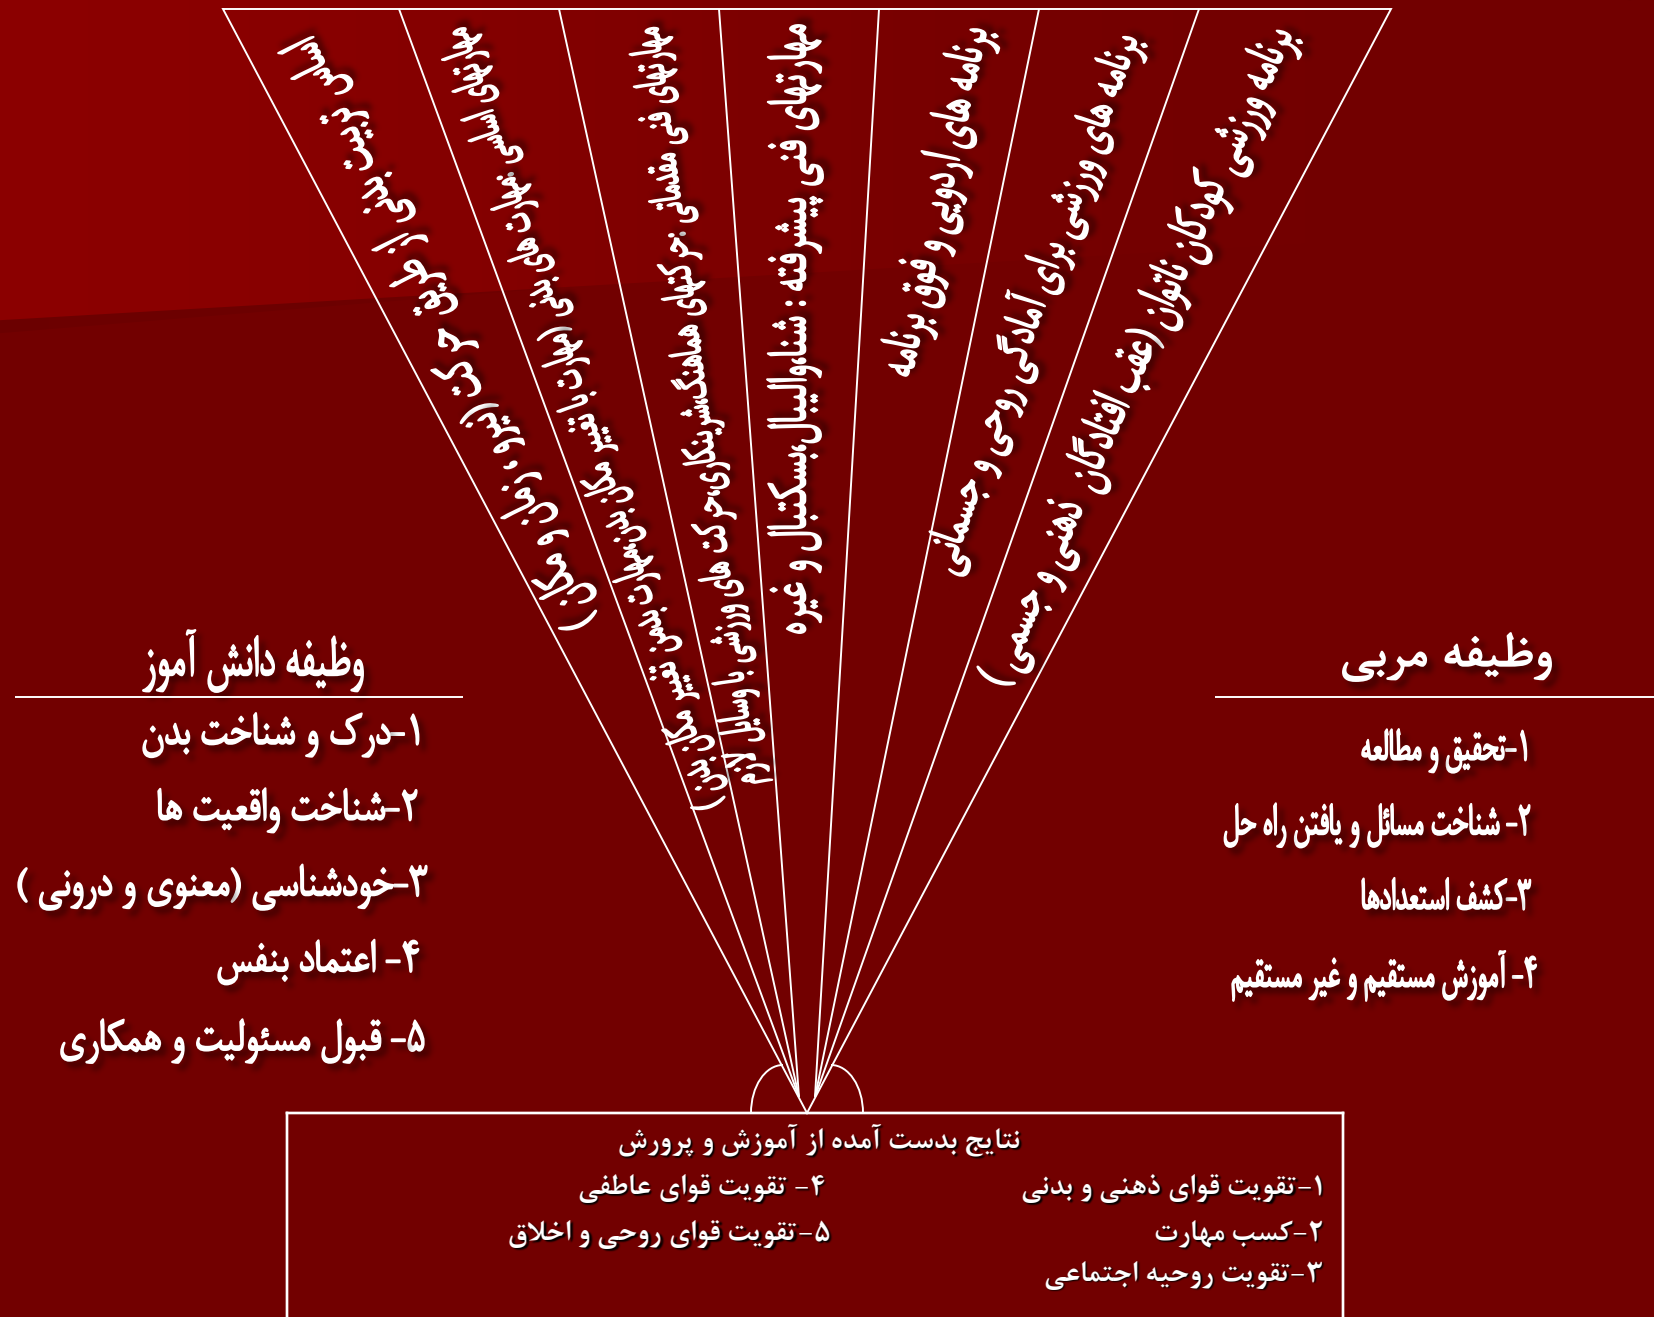 برنامه ورزشی کودکان ناتوان (عقب افتادگان ذهنی و جسمی )
برنامه های ورزشی برای آمادگی روحی و جسمانی
برنامه های اردویی و فوق برنامه
مهارتهای فنی پیشرفته : شنا،والیبال،بسکتبال و غیره
مهارتهای فنی مقدماتی :حرکتهای هماهنگ،شرینکاری،حرکت های ورزشی با وسایل لازم
مهارتهای اساسی :مهارت های بدنی (مهارت با تغییر مکان بدن،مهارت بدون تغییر مکان بدن )
اساس تربیت بدنی از طریق حرکت (نیرو ، زمان و مکان )
وظیفه مربی
۱-تحقیق و مطالعه
۲- شناخت مسائل و یافتن راه حل
۳-کشف استعدادها
۴- آموزش مستقیم و غیر مستقیم
وظیفه دانش آموز
۱-درک و شناخت بدن
۲-شناخت واقعیت ها
۳-خودشناسی (معنوی و درونی )
۴- اعتماد بنفس
۵- قبول مسئولیت و همکاری
نتایج بدست آمده از آموزش و پرورش
۱-تقویت قوای ذهنی و بدنی
۲-کسب مهارت
۳-تقویت روحیه اجتماعی
۴- تقویت قوای عاطفی
۵-تقویت قوای روحی و اخلاق